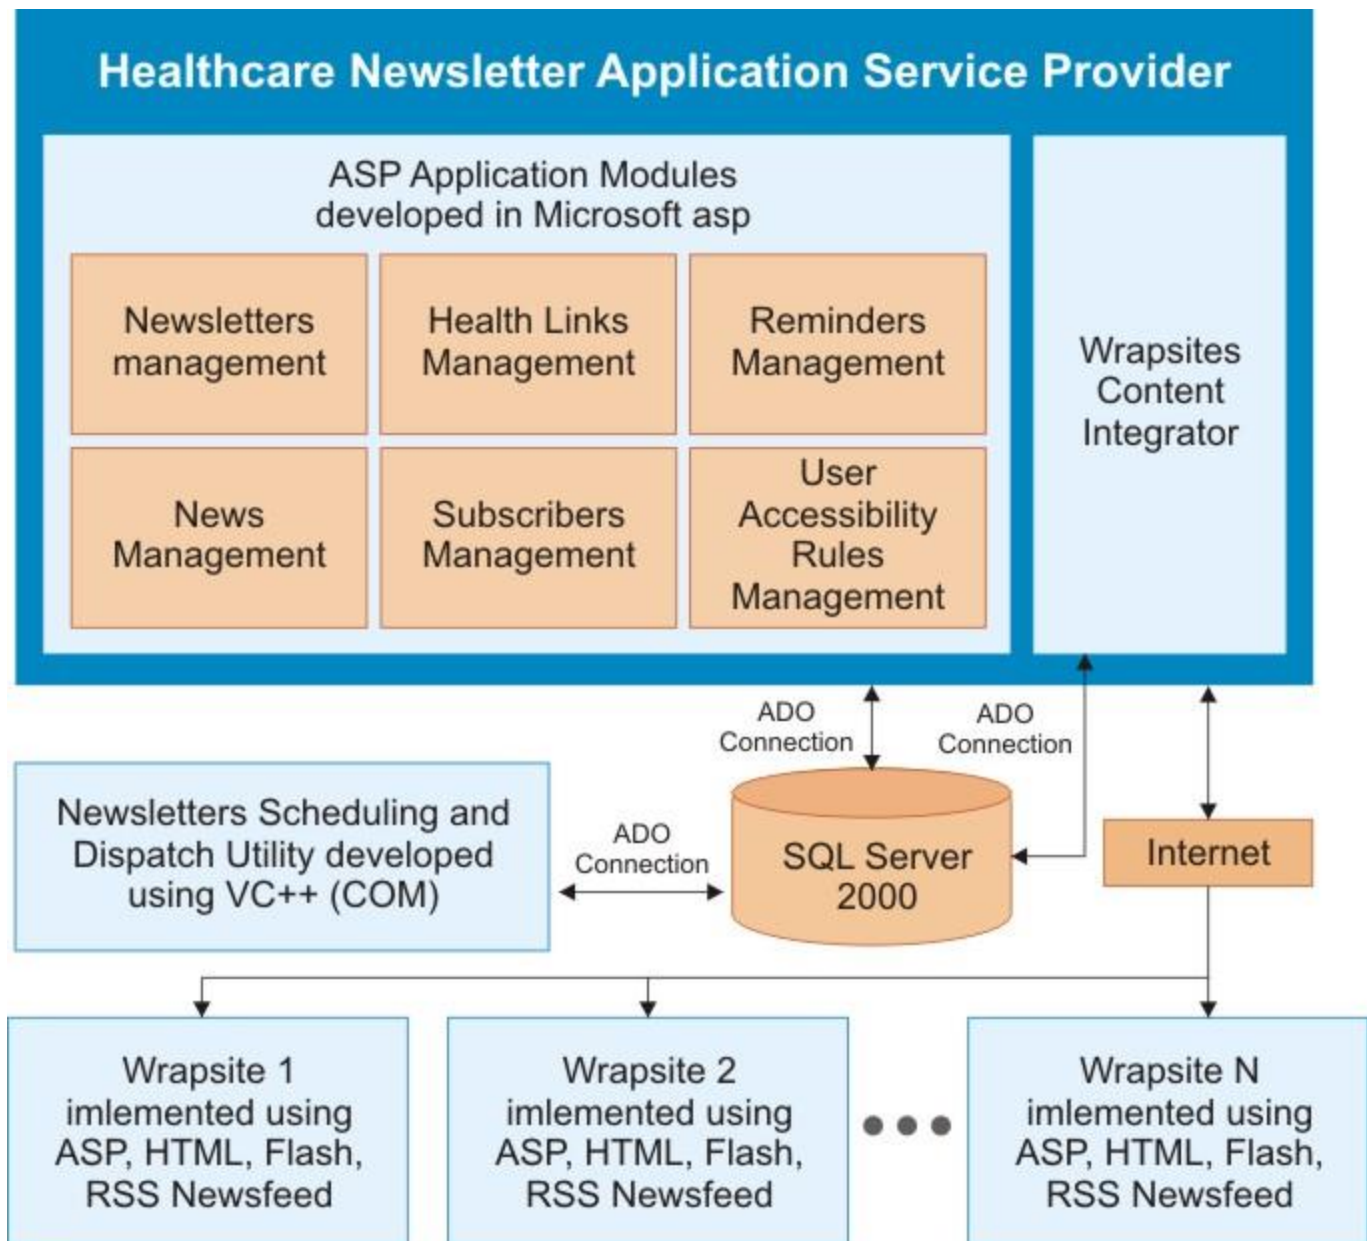 Healthcare Newsletter Application Service Provider
ASP Application Modules
developed in Microsoft asp
Newsletters
management
Health Links
Management
Reminders
Management
News
Management
Subscribers
Management
User
Accessibility
Rules
Management
Wrapsites
Content
Integrator
ADO
Connection
ADO
Connection
Newsletters Scheduling and
Dispatch Utility developed
using VC++ (COM)
ADO
Connection
SQL Server
2000
Internet
Wrapsite 1
imlemented using
ASP, HTML, Flash,
RSS Newsfeed
Wrapsite 2
imlemented using
ASP, HTML, Flash,
RSS Newsfeed
Wrapsite N
imlemented using
ASP, HTML, Flash,
RSS Newsfeed